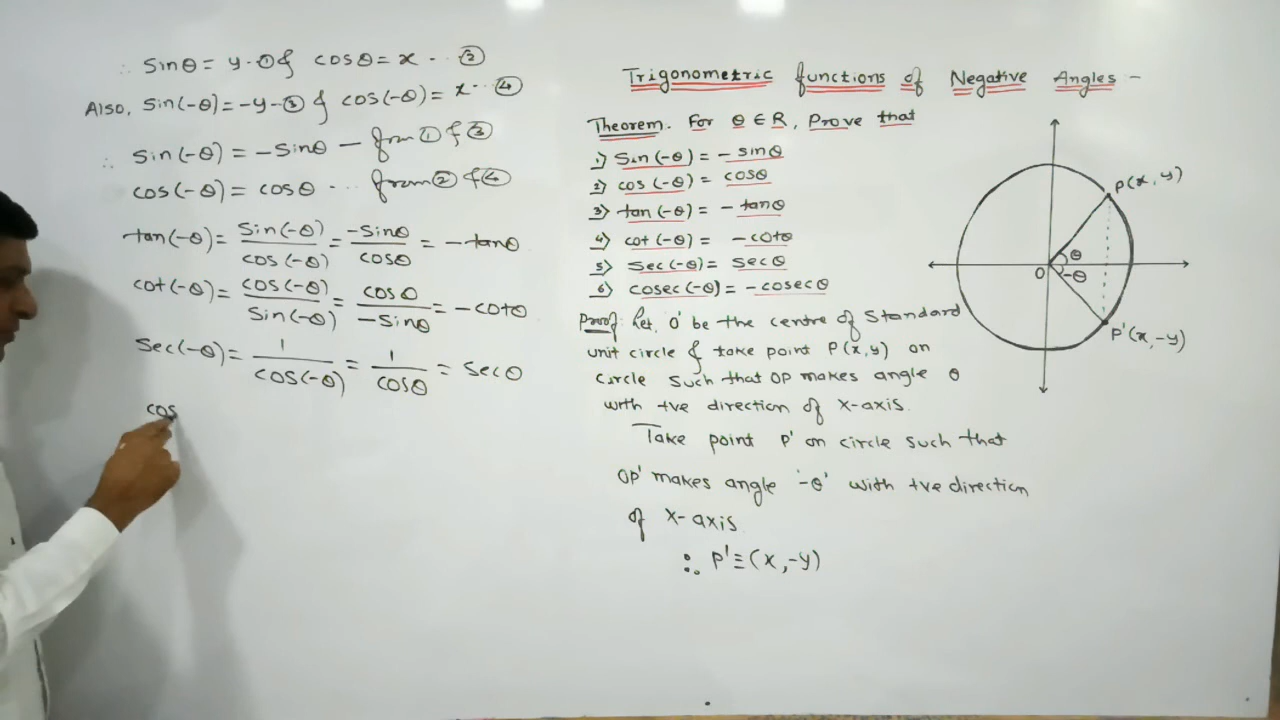 ∴ Sinθ = y - ① & cosθ = x - - ②
Also, Sin(-θ) = -y - ③ & cos(-θ) = x - - ④
∴ Sin(-θ) = -Sinθ - from ① & ③
cos(-θ) = cosθ - - - from ② & ④
tan(-θ) = Sin(-θ)/cos(-θ) = -Sinθ/cosθ = -tanθ
cot(-θ) = cos(-θ)/Sin(-θ) = cosθ/-Sinθ = -cotθ
Sec(-θ) = 1/cos(-θ) = 1/cosθ = Secθ
cos
Trigonometric functions of Negative Angles -
Theorem. For θ ∈ R, Prove that
1) Sin(-θ) = - sinθ
2) cos(-θ) = cosθ
3) tan(-θ) = - tanθ
4) cot(-θ) = -cotθ
5) sec(-θ) = secθ
6) cosec(-θ) = -cosecθ
Proof: Let, 'O' be the centre of Standard
unit circle & take point P(x,y) on
circle such that OP makes angle θ
with +ve direction of X-axis.
Take point P' on circle such that
OP' makes angle '-θ' with +ve direction
of X-axis.
∴ P' ≡ (x,-y)
P(x, y)
θ
O
-θ
P'(x,-y)